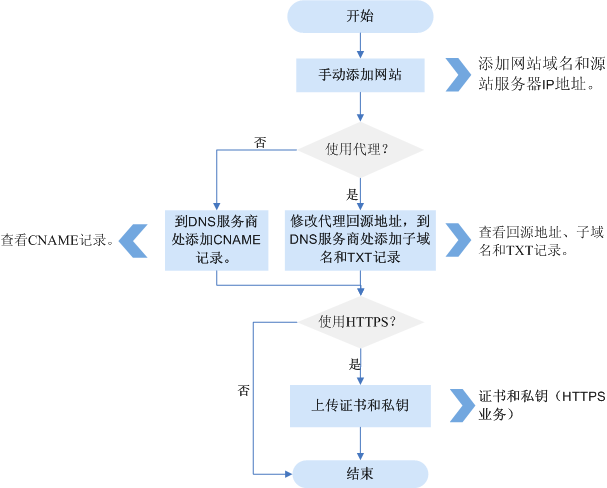 开始
手动添加网站
添加网站域名和源
站服务器IP地址。
使用代理？
否
是
查看CNAME记录。
到DNS服务商
处添加CNAME
记录。
修改代理回源地址，到
DNS服务商处添加子域
名和TXT记录
查看回源地址、子域
名和TXT记录。
使用HTTPS？
否
是
上传证书和私钥
证书和私钥（HTTPS
业务）
结束